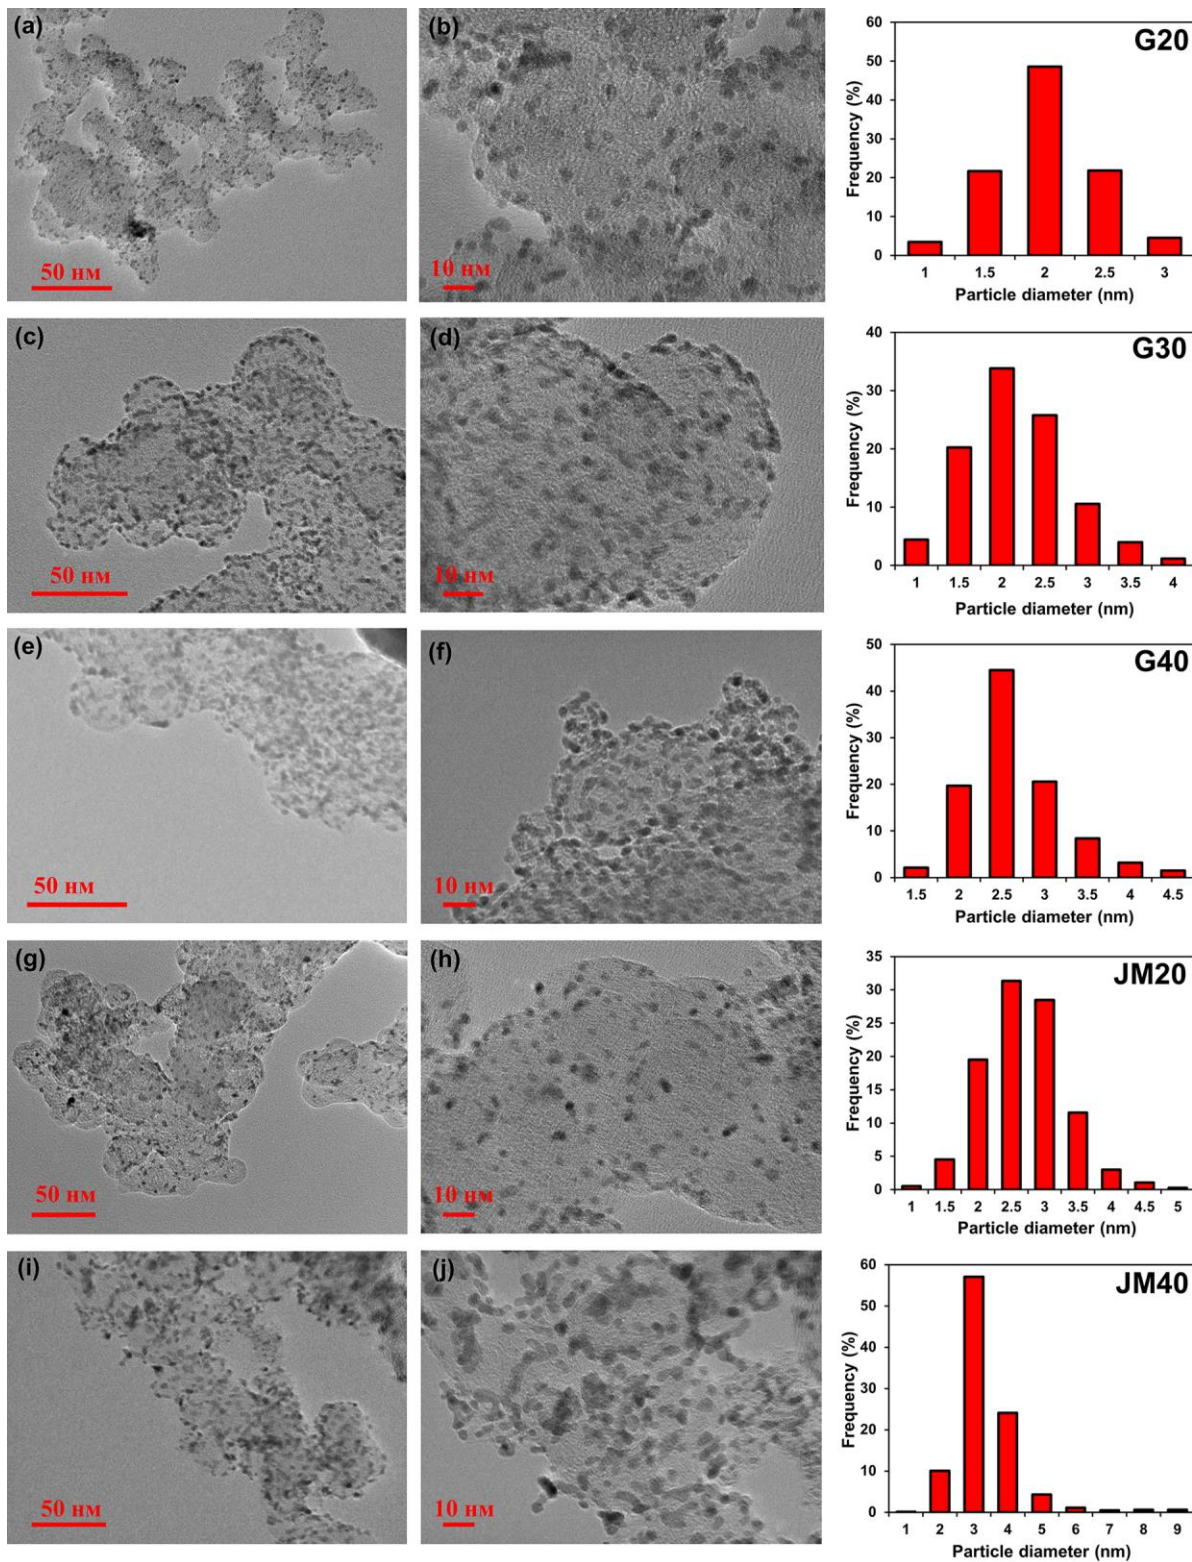 (a)
50 нм
(b)
10 нм
G20
Frequency (%)
60
50
40
30
20
10
0
1 1.5 2 2.5 3
Particle diameter (nm)
(c)
50 нм
(d)
10 нм
G30
Frequency (%)
40
30
20
10
0
1 1.5 2 2.5 3 3.5 4
Particle diameter (nm)
(e)
50 нм
(f)
10 нм
G40
Frequency (%)
50
40
30
20
10
0
1.5 2 2.5 3 3.5 4 4.5
Particle diameter (nm)
(g)
50 нм
(h)
10 нм
JM20
Frequency (%)
35
30
25
20
15
10
5
0
1 1.5 2 2.5 3 3.5 4 4.5 5
Particle diameter (nm)
(i)
50 нм
(j)
10 нм
JM40
Frequency (%)
60
50
40
30
20
10
0
1 2 3 4 5 6 7 8 9
Particle diameter (nm)